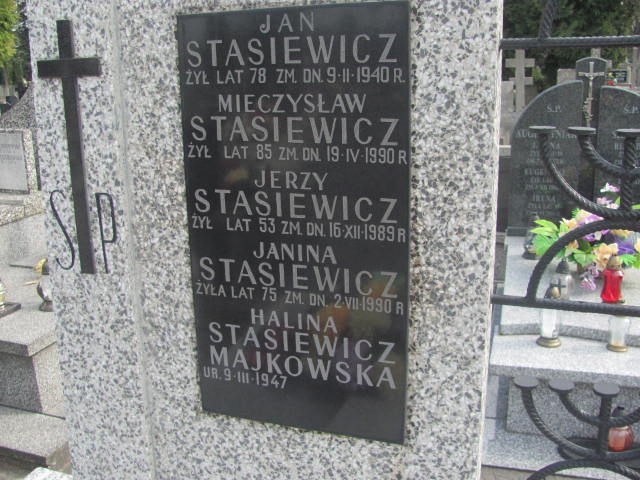 JAN
STASIEWICZ
ŻYŁ LAT 78 ZM. DN. 9-II-1940 R.
MIECZYSŁAW
STASIEWICZ
ŻYŁ LAT 85 ZM. DN. 19-IV-1990 R
JERZY
STASIEWICZ
ŻYŁ LAT 53 ZM. DN. 16-XII-1989 R
JANINA
STASIEWICZ
ŻYŁA LAT 75 ZM. DN. 2-VII-1990 R
HALINA
STASIEWICZ
MAJKOWSKA
UR. 9-III-1947
Ś P
Ś.P.
Ś.P.